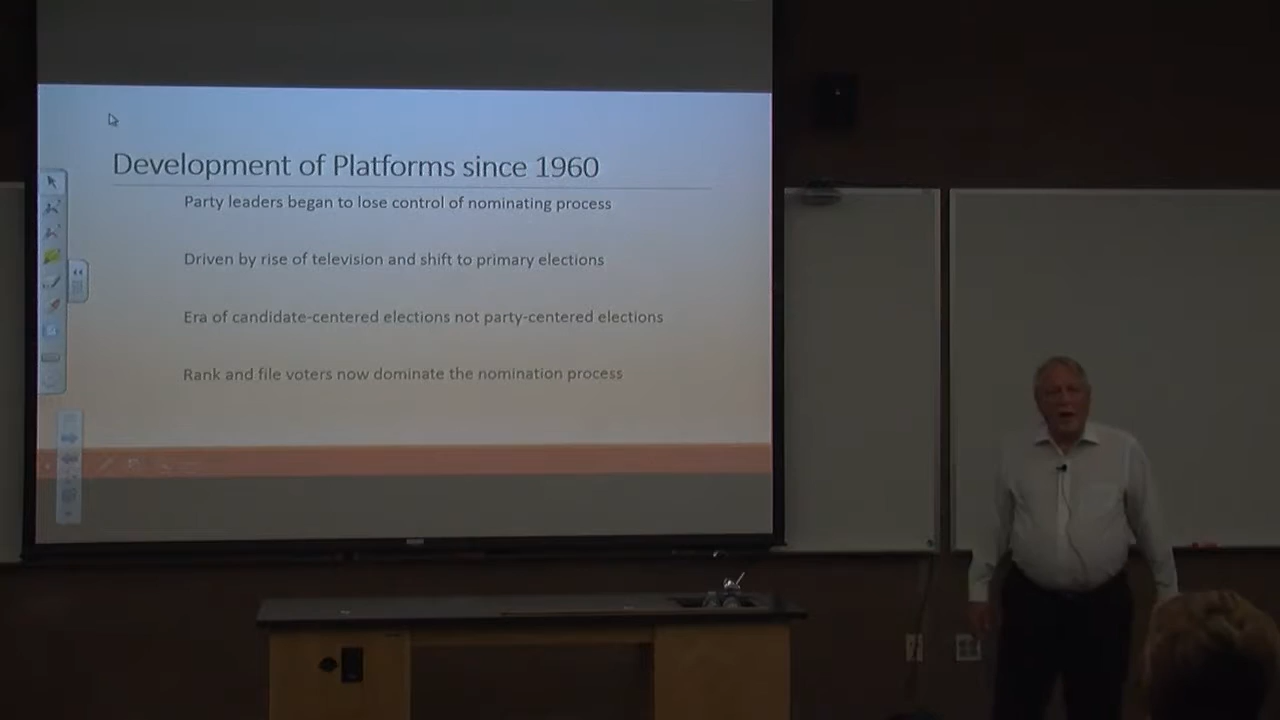 Development of Platforms since 1960
Party leaders began to lose control of nominating process
Driven by rise of television and shift to primary elections
Era of candidate-centered elections not party-centered elections
Rank and file voters now dominate the nomination process